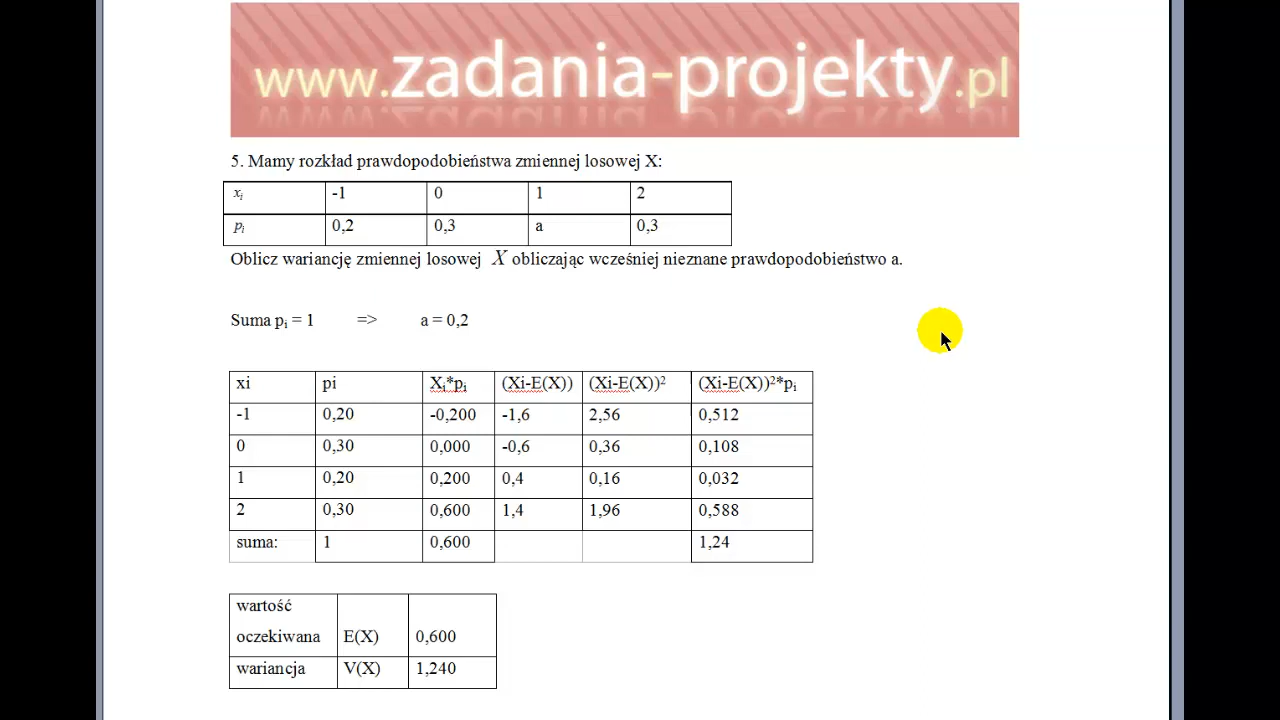 www.zadania-projekty.pl
5. Mamy rozkład prawdopodobieństwa zmiennej losowej X:
xi -1 0 1 2
pi 0,2 0,3 a 0,3
Oblicz wariancję zmiennej losowej X obliczając wcześniej nieznane prawdopodobieństwo a.
Suma pi = 1 => a = 0,2
xi pi Xi*pi (Xi-E(X)) (Xi-E(X))² (Xi-E(X))²*pi
-1 0,20 -0,200 -1,6 2,56 0,512
0 0,30 0,000 -0,6 0,36 0,108
1 0,20 0,200 0,4 0,16 0,032
2 0,30 0,600 1,4 1,96 0,588
suma: 1 0,600 1,24
wartość
oczekiwana E(X) 0,600
wariancja V(X) 1,240